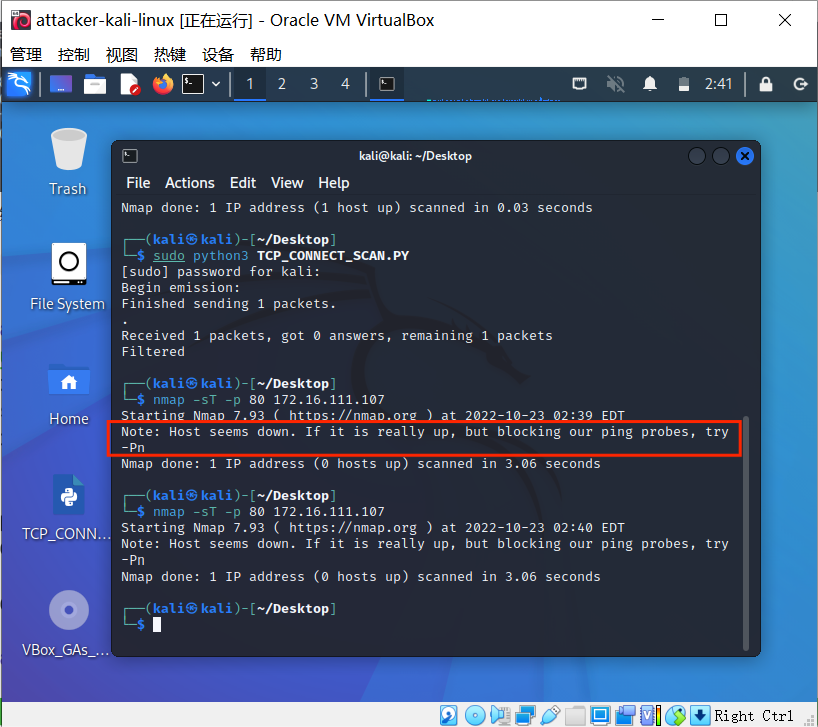 attacker-kali-linux [正在运行] - Oracle VM VirtualBox
管理 控制 视图 热键 设备 帮助
1 2 3 4 2:41
Trash
File System
Home
TCP_CONN...
VBox_GAs_...
kali@kali: ~/Desktop
File Actions Edit View Help
Nmap done: 1 IP address (1 host up) scanned in 0.03 seconds
┌──(kali㉿kali)-[~/Desktop]
└─$ sudo python3 TCP_CONNECT_SCAN.PY
[sudo] password for kali:
Begin emission:
Finished sending 1 packets.
.
Received 1 packets, got 0 answers, remaining 1 packets
Filtered
┌──(kali㉿kali)-[~/Desktop]
└─$ nmap -sT -p 80 172.16.111.107
Starting Nmap 7.93 ( https://nmap.org ) at 2022-10-23 02:39 EDT
Note: Host seems down. If it is really up, but blocking our ping probes, try
-Pn
Nmap done: 1 IP address (0 hosts up) scanned in 3.06 seconds
┌──(kali㉿kali)-[~/Desktop]
└─$ nmap -sT -p 80 172.16.111.107
Starting Nmap 7.93 ( https://nmap.org ) at 2022-10-23 02:40 EDT
Note: Host seems down. If it is really up, but blocking our ping probes, try
-Pn
Nmap done: 1 IP address (0 hosts up) scanned in 3.06 seconds
┌──(kali㉿kali)-[~/Desktop]
└─$
Right Ctrl